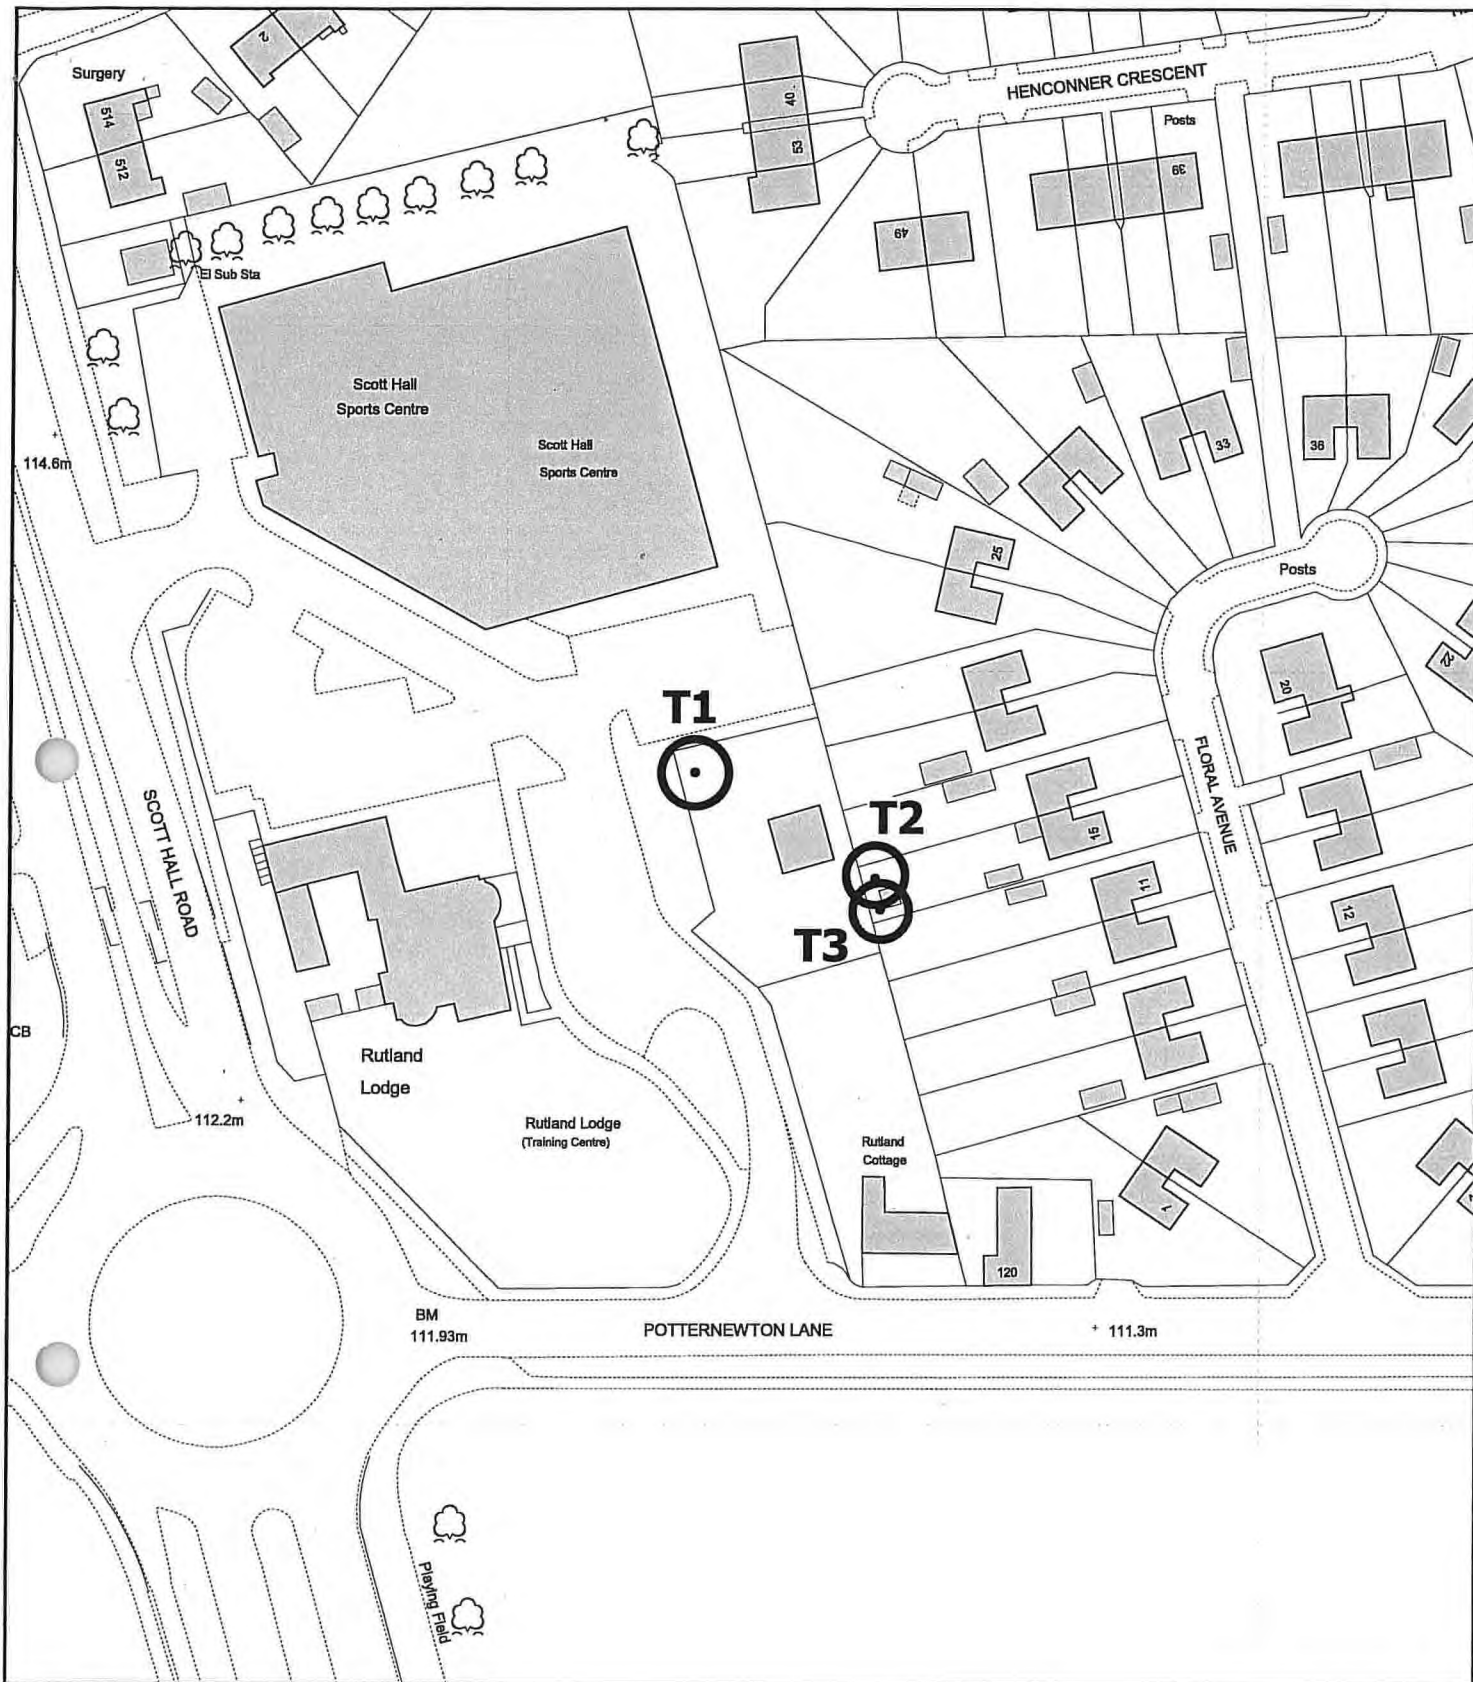 2
Surgery
514
512
40
53
HENCONNER CRESCENT
Posts
39
49
El Sub Sta
Scott Hall
Sports Centre
Scott Hall
Sports Centre
33
36
114.6m
25
Posts
T1
20
22
FLORAL AVENUE
SCOTT HALL ROAD
T2
15
11
12
T3
CB
Rutland
Lodge
112.2m
Rutland Lodge
(Training Centre)
Rutland
Cottage
1
120
BM
111.93m
POTTERNEWTON LANE
111.3m
Playing Field